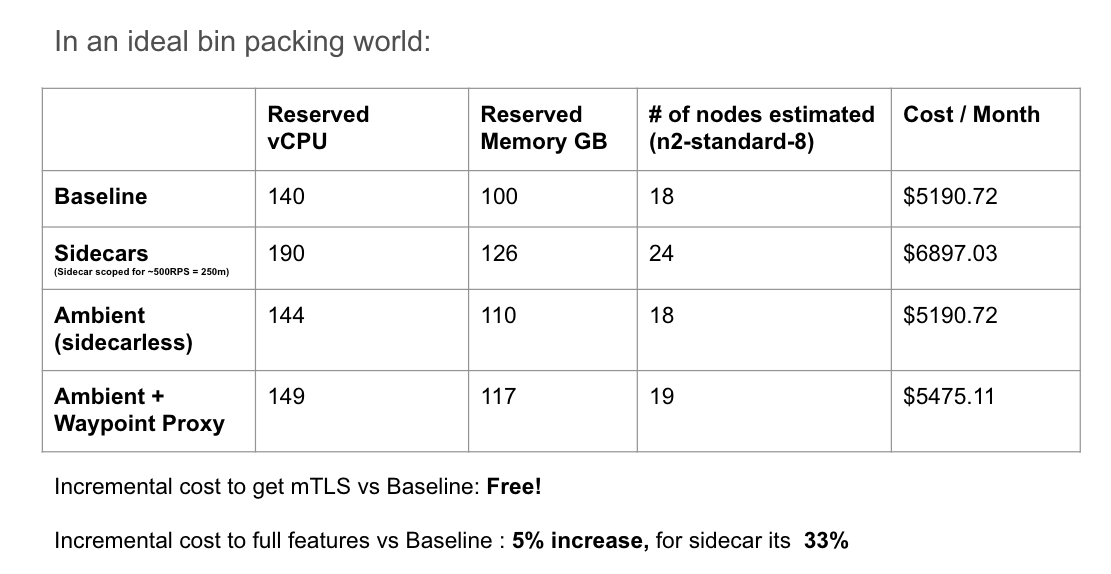 In an ideal bin packing world:
Reserved vCPU | Reserved Memory GB | # of nodes estimated (n2-standard-8) | Cost / Month
Baseline | 140 | 100 | 18 | $5190.72
Sidecars (Sidecar scoped for ~500RPS = 250m) | 190 | 126 | 24 | $6897.03
Ambient (sidecarless) | 144 | 110 | 18 | $5190.72
Ambient + Waypoint Proxy | 149 | 117 | 19 | $5475.11
Incremental cost to get mTLS vs Baseline: Free!
Incremental cost to full features vs Baseline : 5% increase, for sidecar its 33%